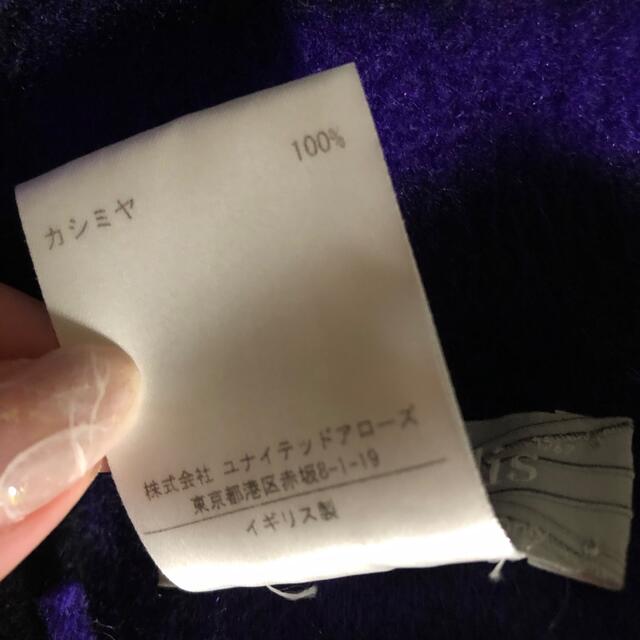 カシミヤ 100%
株式会社 ユナイテッドアローズ
東京都港区赤坂8-1-19
イギリス製
is